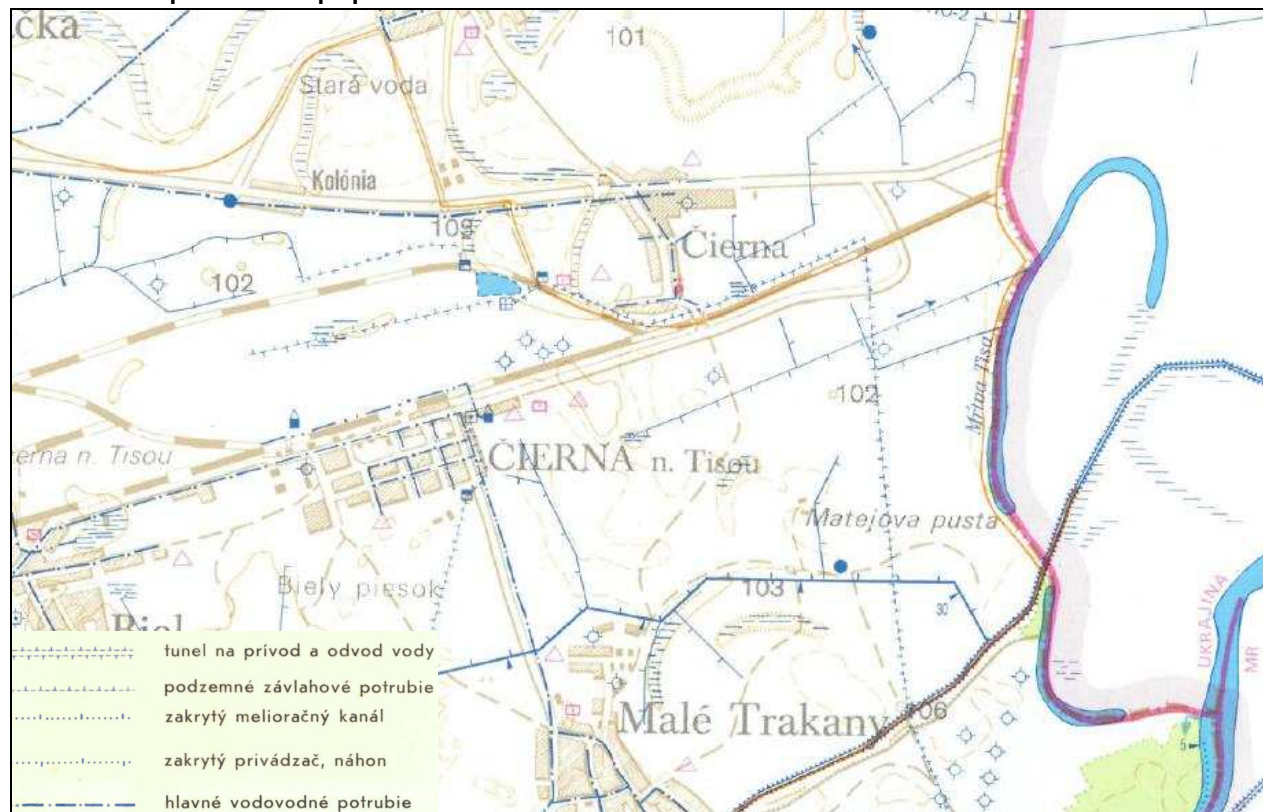 čka
101
Stará voda
Kolónia
109
Čierna
102
Mŕtva Tisa
102
erna n. Tisou
ČIERNA n. Tisou
Matejova pusta
Biely piesok
103
30
UKRAJINA
MR
Biel
tunel na prívod a odvod vody
podzemné závlahové potrubie
Malé Trakany
106
zakrytý melioračný kanál
5
zakrytý privádzač, náhon
hlavné vodovodné potrubie